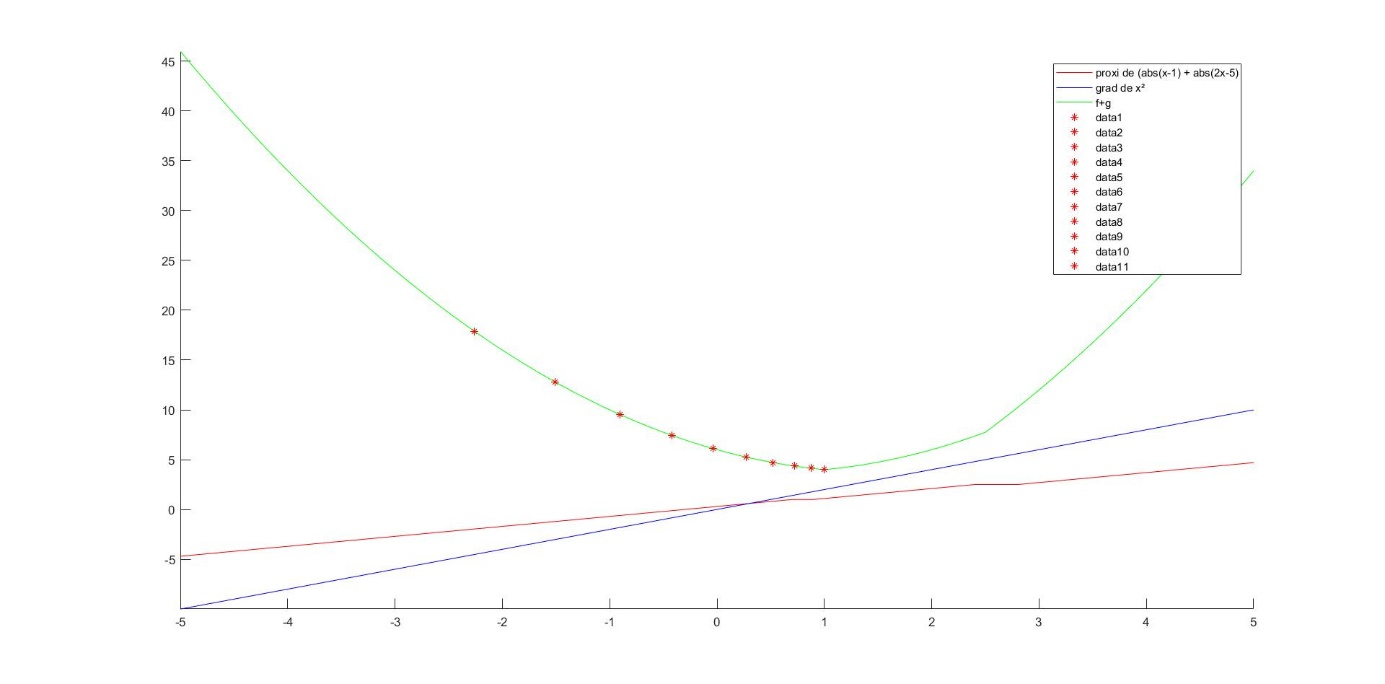 45
40
35
30
25
20
15
10
5
0
-5
-5 -4 -3 -2 -1 0 1 2 3 4 5
proxi de (abs(x-1) + abs(2x-5)
grad de x²
f+g
data1
data2
data3
data4
data5
data6
data7
data8
data9
data10
data11